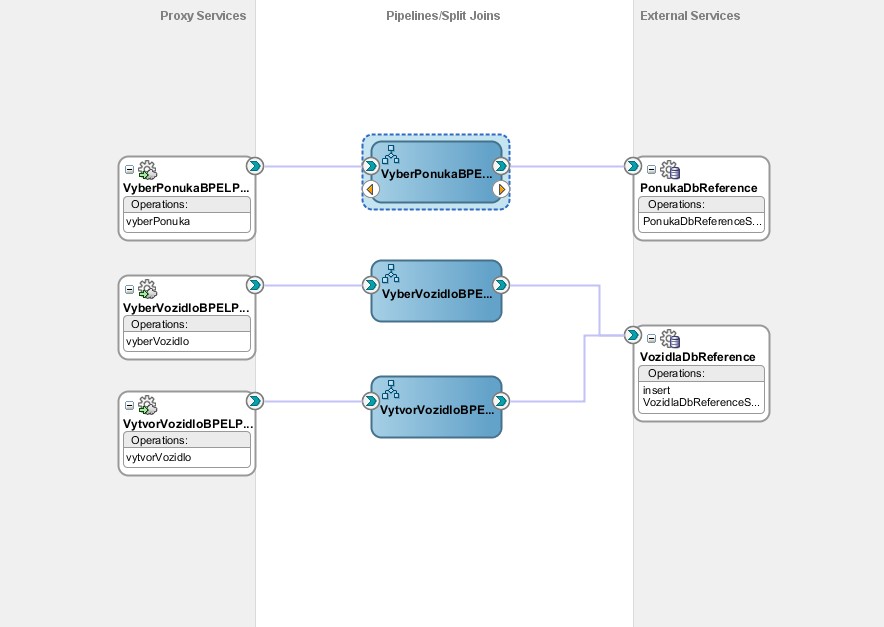 Proxy Services
Pipelines/Split Joins
External Services
VyberPonukaBPELP...
Operations:
vyberPonuka
VyberPonukaBPE...
PonukaDbReference
Operations:
PonukaDbReferenceS...
VyberVozidloBPELP...
Operations:
vyberVozidlo
VyberVozidloBPE...
VozidlaDbReference
Operations:
insert
VozidlaDbReferenceS...
VytvorVozidloBPELP...
Operations:
vytvorVozidlo
VytvorVozidloBPE...